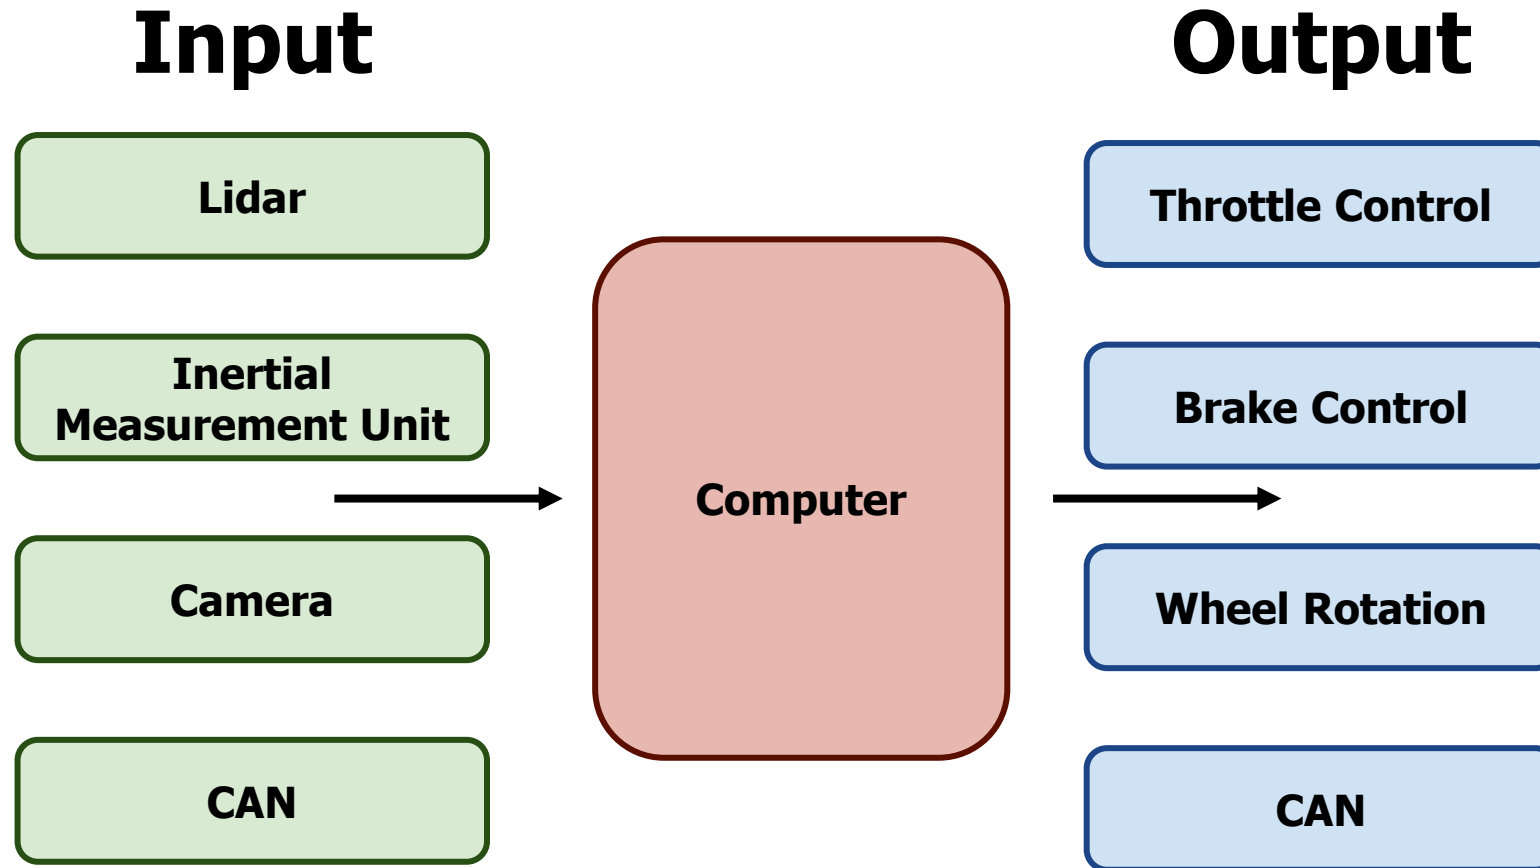 Input
Output
Lidar
Inertial
Measurement Unit
Camera
CAN
Computer
Throttle Control
Brake Control
Wheel Rotation
CAN